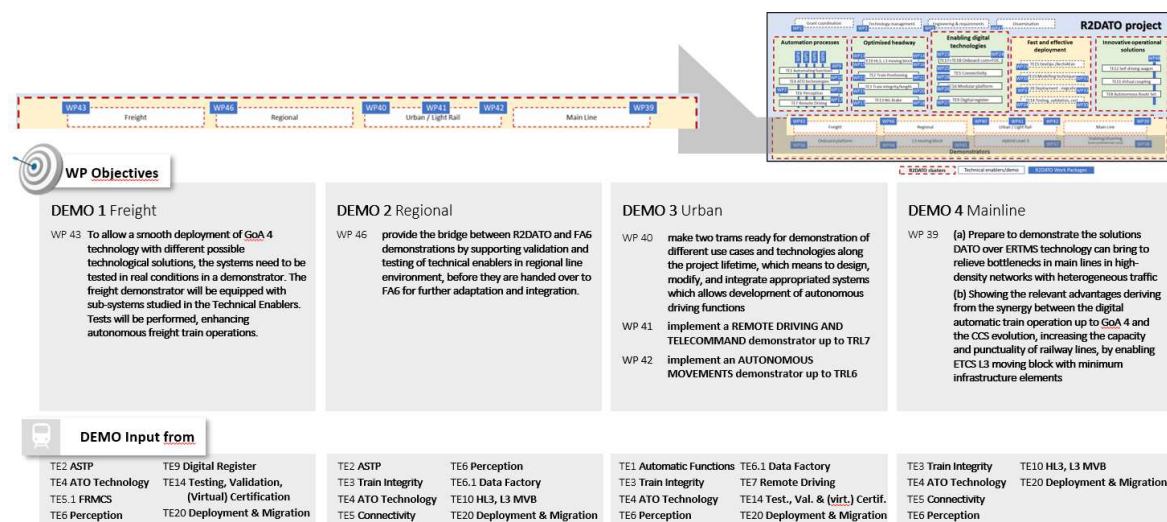 R2DATO project
Grant coordination
Technology management
Engineering & requirements
Dissemination
Automation processes
Optimised headway
Enabling digital technologies
Fast and effective deployment
Innovative operational solutions
TE7 Remote Driving
TE5 Connectivity
TE9 Digital register
Freight
Regional
Urban / Light Rail
Main Line
Demonstrators
R2DATO clusters
Technical enablers/demo
R2DATO Work Packages
WP43
WP46
WP40
WP41
WP42
WP39
Freight
Regional
Urban / Light Rail
Main Line
WP Objectives
DEMO 1 Freight
WP 43 To allow a smooth deployment of GoA 4
technology with different possible
technological solutions, the systems need to be
tested in real conditions in a demonstrator. The
freight demonstrator will be equipped with
sub-systems studied in the Technical Enablers.
Tests will be performed, enhancing
autonomous freight train operations.
DEMO 2 Regional
WP 46 provide the bridge between R2DATO and FA6
demonstrations by supporting validation and
testing of technical enablers in regional line
environment, before they are handed over to
FA6 for further adaptation and integration.
DEMO 3 Urban
WP 40 make two trams ready for demonstration of
different use cases and technologies along
the project lifetime, which means to design,
modify, and integrate appropriated systems
which allows development of autonomous
driving functions
WP 41 implement a REMOTE DRIVING AND
TELECOMMAND demonstrator up to TRL7
WP 42 implement an AUTONOMOUS
MOVEMENTS demonstrator up to TRL6
DEMO 4 Mainline
WP 39 (a) Prepare to demonstrate the solutions
DATO over ERTMS technology can bring to
relieve bottlenecks in main lines in high-
density networks with heterogeneous traffic
(b) Showing the relevant advantages deriving
from the synergy between the digital
automatic train operation up to GoA 4 and
the CCS evolution, increasing the capacity
and punctuality of railway lines, by enabling
ETCS L3 moving block with minimum
infrastructure elements
DEMO Input from
TE2 ASTP
TE4 ATO Technology
TE5.1 FRMCS
TE6 Perception
TE9 Digital Register
TE14 Testing, Validation,
(Virtual) Certification
TE20 Deployment & Migration
TE2 ASTP
TE3 Train Integrity
TE4 ATO Technology
TE5 Connectivity
TE6 Perception
TE6.1 Data Factory
TE10 HL3, L3 MVB
TE20 Deployment & Migration
TE1 Automatic Functions
TE3 Train Integrity
TE4 ATO Technology
TE6 Perception
TE6.1 Data Factory
TE7 Remote Driving
TE14 Test., Val. & (virt.) Certif.
TE20 Deployment & Migration
TE3 Train Integrity
TE4 ATO Technology
TE5 Connectivity
TE6 Perception
TE10 HL3, L3 MVB
TE20 Deployment & Migration